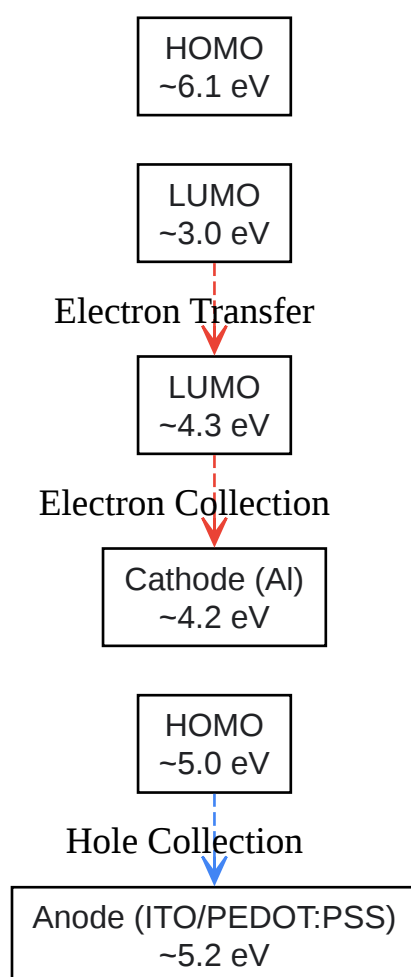 HOMO
~6.1 eV
LUMO
~3.0 eV
Electron Transfer
LUMO
~4.3 eV
Electron Collection
Cathode (Al)
~4.2 eV
HOMO
~5.0 eV
Hole Collection
Anode (ITO/PEDOT:PSS)
~5.2 eV